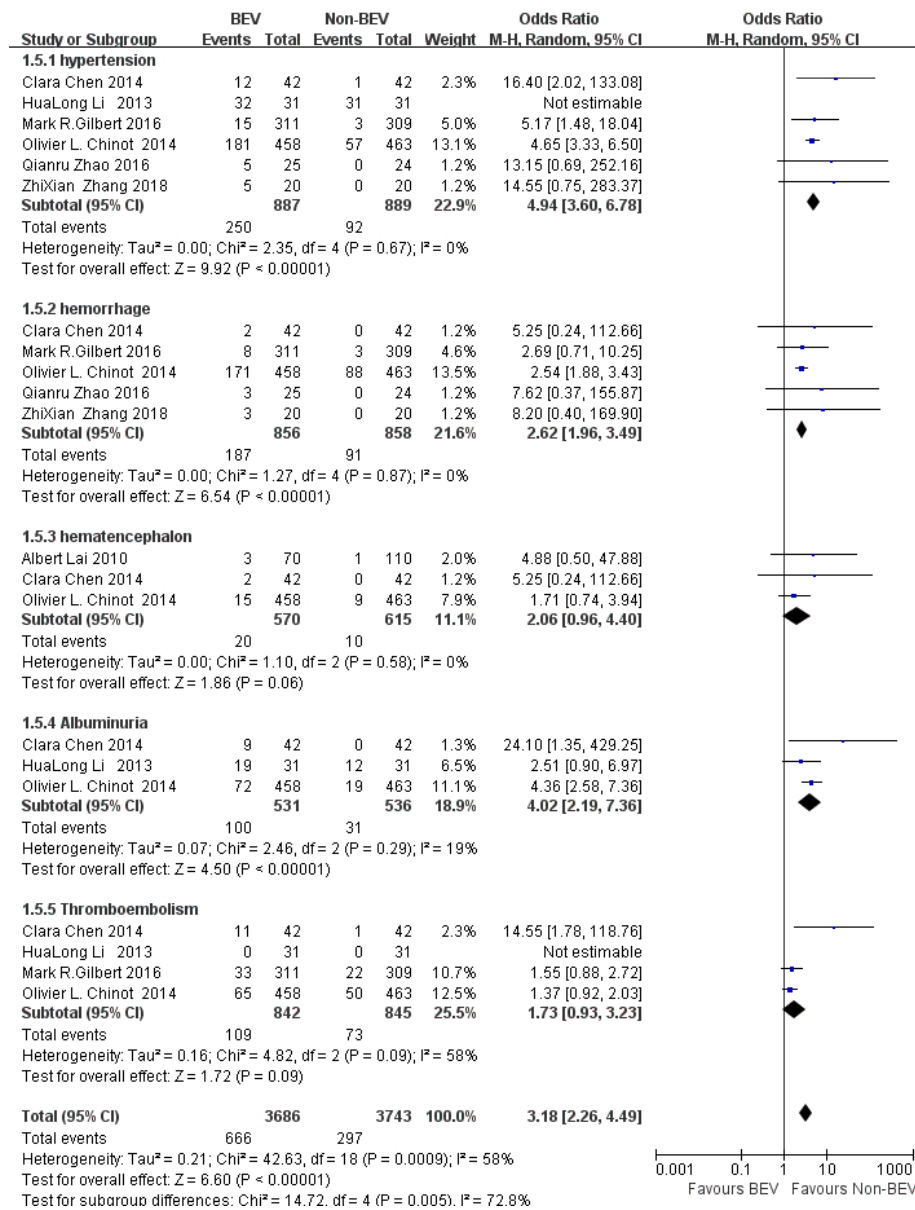 BEV Non-BEV Odds Ratio Odds Ratio
Study or Subgroup Events Total Events Total Weight M-H, Random, 95% CI M-H, Random, 95% CI
1.5.1 hypertension
Clara Chen 2014 12 42 1 42 2.3% 16.40 [2.02, 133.08]
HuaLong Li 2013 32 31 31 31 Not estimable
Mark R.Gilbert 2016 15 311 3 309 5.0% 5.17 [1.48, 18.04]
Olivier L. Chinot 2014 181 458 57 463 13.1% 4.65 [3.33, 6.50]
Qianru Zhao 2016 5 25 0 24 1.2% 13.15 [0.69, 252.16]
ZhiXian Zhang 2018 5 20 0 20 1.2% 14.55 [0.75, 283.37]
Subtotal (95% CI) 887 889 22.9% 4.94 [3.60, 6.78]
Total events 250 92
Heterogeneity: Tau² = 0.00; Chi² = 2.35, df = 4 (P = 0.67); I² = 0%
Test for overall effect: Z = 9.92 (P < 0.00001)
1.5.2 hemorrhage
Clara Chen 2014 2 42 0 42 1.2% 5.25 [0.24, 112.66]
Mark R.Gilbert 2016 8 311 3 309 4.6% 2.69 [0.71, 10.25]
Olivier L. Chinot 2014 171 458 88 463 13.5% 2.54 [1.88, 3.43]
Qianru Zhao 2016 3 25 0 24 1.2% 7.62 [0.37, 155.87]
ZhiXian Zhang 2018 3 20 0 20 1.2% 8.20 [0.40, 169.90]
Subtotal (95% CI) 856 858 21.6% 2.62 [1.96, 3.49]
Total events 187 91
Heterogeneity: Tau² = 0.00; Chi² = 1.27, df = 4 (P = 0.87); I² = 0%
Test for overall effect: Z = 6.54 (P < 0.00001)
1.5.3 hematencephalon
Albert Lai 2010 3 70 1 110 2.0% 4.88 [0.50, 47.88]
Clara Chen 2014 2 42 0 42 1.2% 5.25 [0.24, 112.66]
Olivier L. Chinot 2014 15 458 9 463 7.9% 1.71 [0.74, 3.94]
Subtotal (95% CI) 570 615 11.1% 2.06 [0.96, 4.40]
Total events 20 10
Heterogeneity: Tau² = 0.00; Chi² = 1.10, df = 2 (P = 0.58); I² = 0%
Test for overall effect: Z = 1.86 (P = 0.06)
1.5.4 Albuminuria
Clara Chen 2014 9 42 0 42 1.3% 24.10 [1.35, 429.25]
HuaLong Li 2013 19 31 12 31 6.5% 2.51 [0.90, 6.97]
Olivier L. Chinot 2014 72 458 19 463 11.1% 4.36 [2.58, 7.36]
Subtotal (95% CI) 531 536 18.9% 4.02 [2.19, 7.36]
Total events 100 31
Heterogeneity: Tau² = 0.07; Chi² = 2.46, df = 2 (P = 0.29); I² = 19%
Test for overall effect: Z = 4.50 (P < 0.00001)
1.5.5 Thromboembolism
Clara Chen 2014 11 42 1 42 2.3% 14.55 [1.78, 118.76]
HuaLong Li 2013 0 31 0 31 Not estimable
Mark R.Gilbert 2016 33 311 22 309 10.7% 1.55 [0.88, 2.72]
Olivier L. Chinot 2014 65 458 50 463 12.5% 1.37 [0.92, 2.03]
Subtotal (95% CI) 842 845 25.5% 1.73 [0.93, 3.23]
Total events 109 73
Heterogeneity: Tau² = 0.16; Chi² = 4.82, df = 2 (P = 0.09); I² = 58%
Test for overall effect: Z = 1.72 (P = 0.09)
Total (95% CI) 3686 3743 100.0% 3.18 [2.26, 4.49]
Total events 666 297
Heterogeneity: Tau² = 0.21; Chi² = 42.63, df = 18 (P = 0.0009); I² = 58%
Test for overall effect: Z = 6.60 (P < 0.00001)
Test for subgroup differences: Chi² = 14.72, df = 4 (P = 0.005), I² = 72.8%
0.001 0.1 1 10 1000
Favours BEV Favours Non-BEV